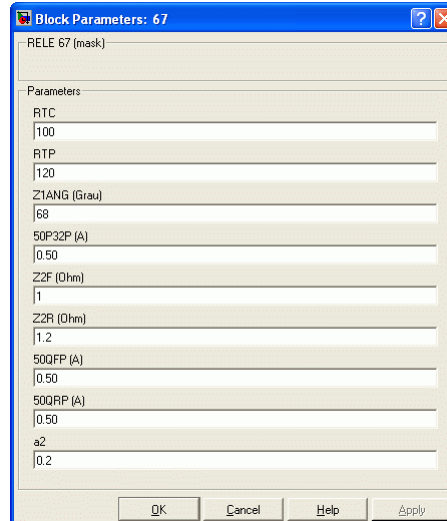 Block Parameters: 67
RELE 67 (mask)
Parameters
RTC
100
RTP
120
Z1ANG (Grau)
68
50P32P (A)
0.50
Z2F (Ohm)
1
Z2R (Ohm)
1.2
50QFP (A)
0.50
50QRP (A)
0.50
a2
0.2
OK Cancel Help Apply